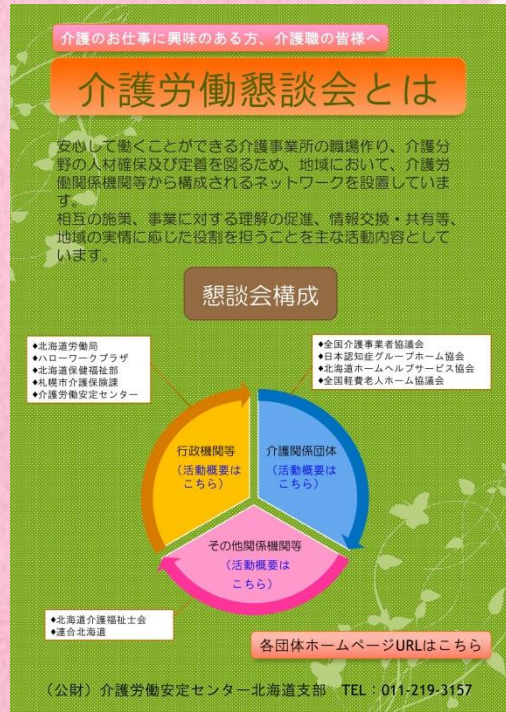 介護のお仕事に興味のある方、介護職の皆様へ
介護労働懇談会とは
安心して働くことができる介護事業所の職場作り、介護分
野の人材確保及び定着を図るため、地域において、介護労
働関係機関等から構成されるネットワークを設置していま
す。
相互の施策、事業に対する理解の促進、情報交換・共有等、
地域の実情に応じた役割を担うことを主な活動内容として
います。
懇談会構成
◆北海道労働局
◆ハローワークプラザ
◆北海道保健福祉部
◆札幌市介護保険課
◆介護労働安定センター
◆全国介護事業者協議会
◆日本認知症グループホーム協会
◆北海道ホームヘルプサービス協会
◆全国軽費老人ホーム協議会
行政機関等
（活動概要は
こちら）
介護関係団体
（活動概要は
こちら）
その他関係機関等
（活動概要は
こちら）
◆北海道介護福祉士会
◆連合北海道
各団体ホームページURLはこちら
（公財）介護労働安定センター北海道支部　TEL：011-219-3157